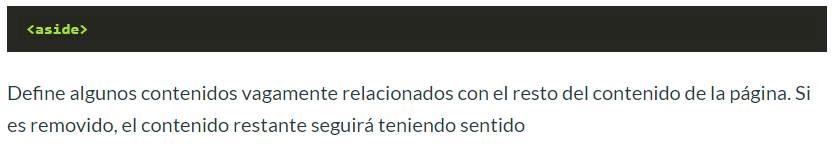 <aside>
Define algunos contenidos vagamente relacionados con el resto del contenido de la página. Si
es removido, el contenido restante seguirá teniendo sentido